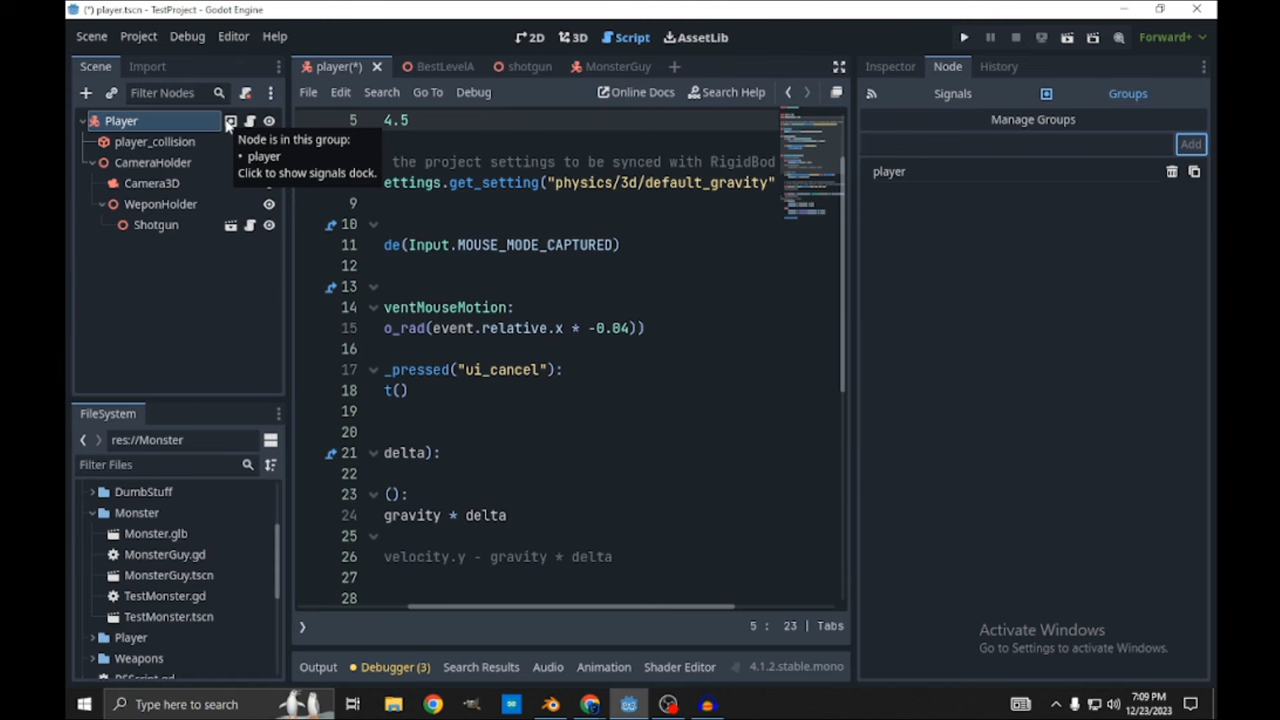 (*) player.tscn - TestProject - Godot Engine
Scene Project Debug Editor Help
2D 3D Script AssetLib
Forward+
Scene Import
player(*) BestLevelA shotgun MonsterGuy
Inspector Node History
Filter Nodes
File Edit Search Go To Debug
Online Docs Search Help
Signals Groups
Player
player_collision
CameraHolder
Camera3D
WeponHolder
Shotgun
Node is in this group:
• player
Click to show signals dock.
5 4.5
the project settings to be synced with RigidBod
ettings.get_setting("physics/3d/default_gravity"
9
10
11 de(Input.MOUSE_MODE_CAPTURED)
12
13
14 ventMouseMotion:
15 o_rad(event.relative.x * -0.04))
16
17 _pressed("ui_cancel"):
18 t()
19
20
21 delta):
22
23 ():
24 gravity * delta
25
26 velocity.y - gravity * delta
27
28
5 : 23 | Tabs
Manage Groups
Add
player
FileSystem
res://Monster
Filter Files
DumbStuff
Monster
Monster.glb
MonsterGuy.gd
MonsterGuy.tscn
TestMonster.gd
TestMonster.tscn
Player
Weapons
Output Debugger (3) Search Results Audio Animation Shader Editor 4.1.2.stable.mono
Activate Windows
Go to Settings to activate Windows.
Type here to search
7:09 PM
12/23/2023